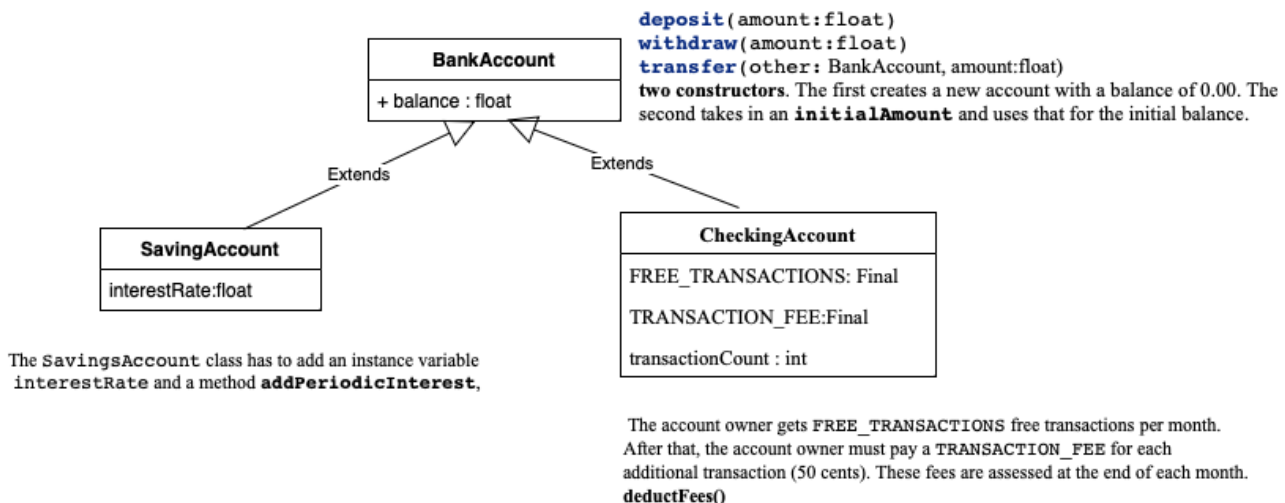 deposit(amount:float)
withdraw(amount:float)
transfer(other: BankAccount, amount:float)
two constructors. The first creates a new account with a balance of 0.00. The
second takes in an initialAmount and uses that for the initial balance.
BankAccount
+ balance : float
Extends
Extends
SavingAccount
interestRate:float
CheckingAccount
FREE_TRANSACTIONS: Final
TRANSACTION_FEE:Final
transactionCount : int
The SavingsAccount class has to add an instance variable
interestRate and a method addPeriodicInterest,
The account owner gets FREE_TRANSACTIONS free transactions per month.
After that, the account owner must pay a TRANSACTION_FEE for each
additional transaction (50 cents). These fees are assessed at the end of each month.
deductFees()